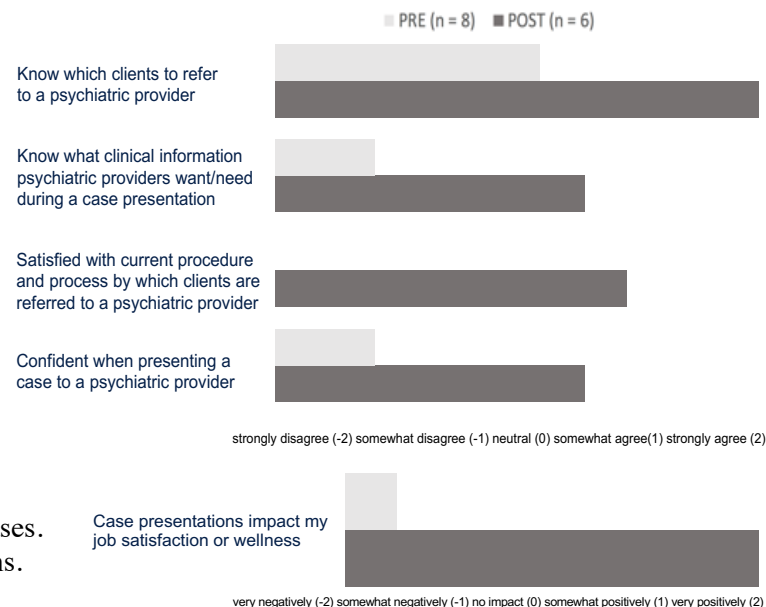 PRE (n = 8) POST (n = 6)
Know which clients to refer
to a psychiatric provider
Know what clinical information
psychiatric providers want/need
during a case presentation
Satisfied with current procedure
and process by which clients are
referred to a psychiatric provider
Confident when presenting a
case to a psychiatric provider
strongly disagree (-2) somewhat disagree (-1) neutral (0) somewhat agree(1) strongly agree (2)
Case presentations impact my
job satisfaction or wellness
very negatively (-2) somewhat negatively (-1) no impact (0) somewhat positively (1) very positively (2)